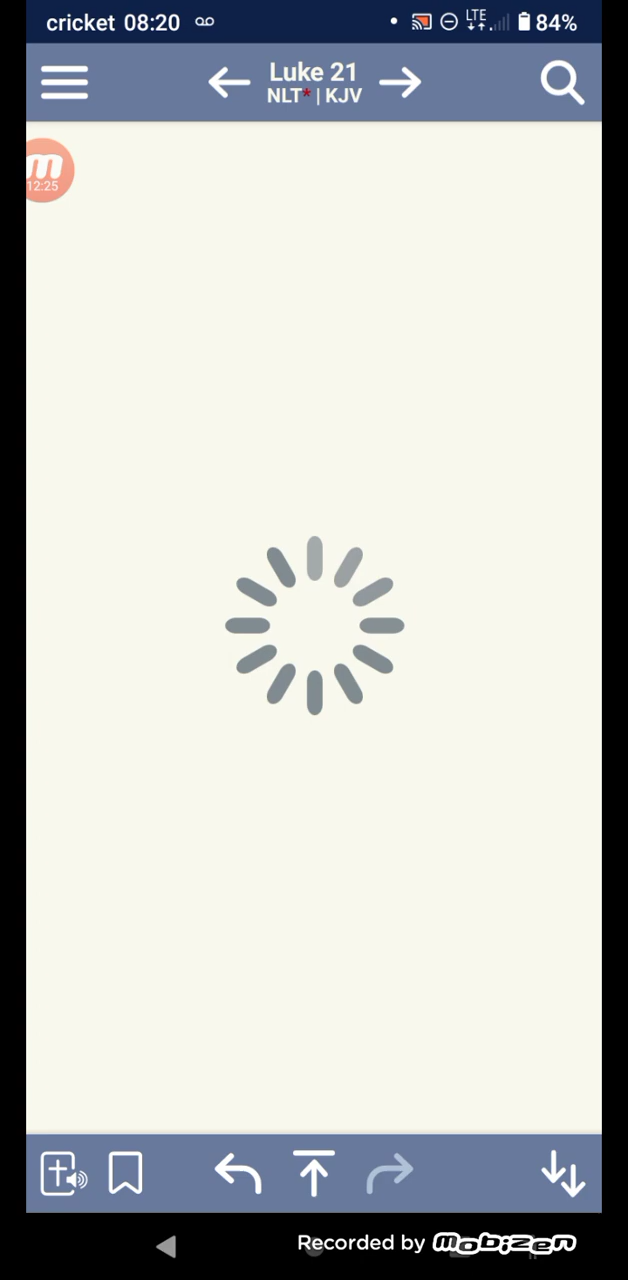 cricket 08:20 LTE 84%
Luke 21
NLT* | KJV
m
12:25
Recorded by mobizen